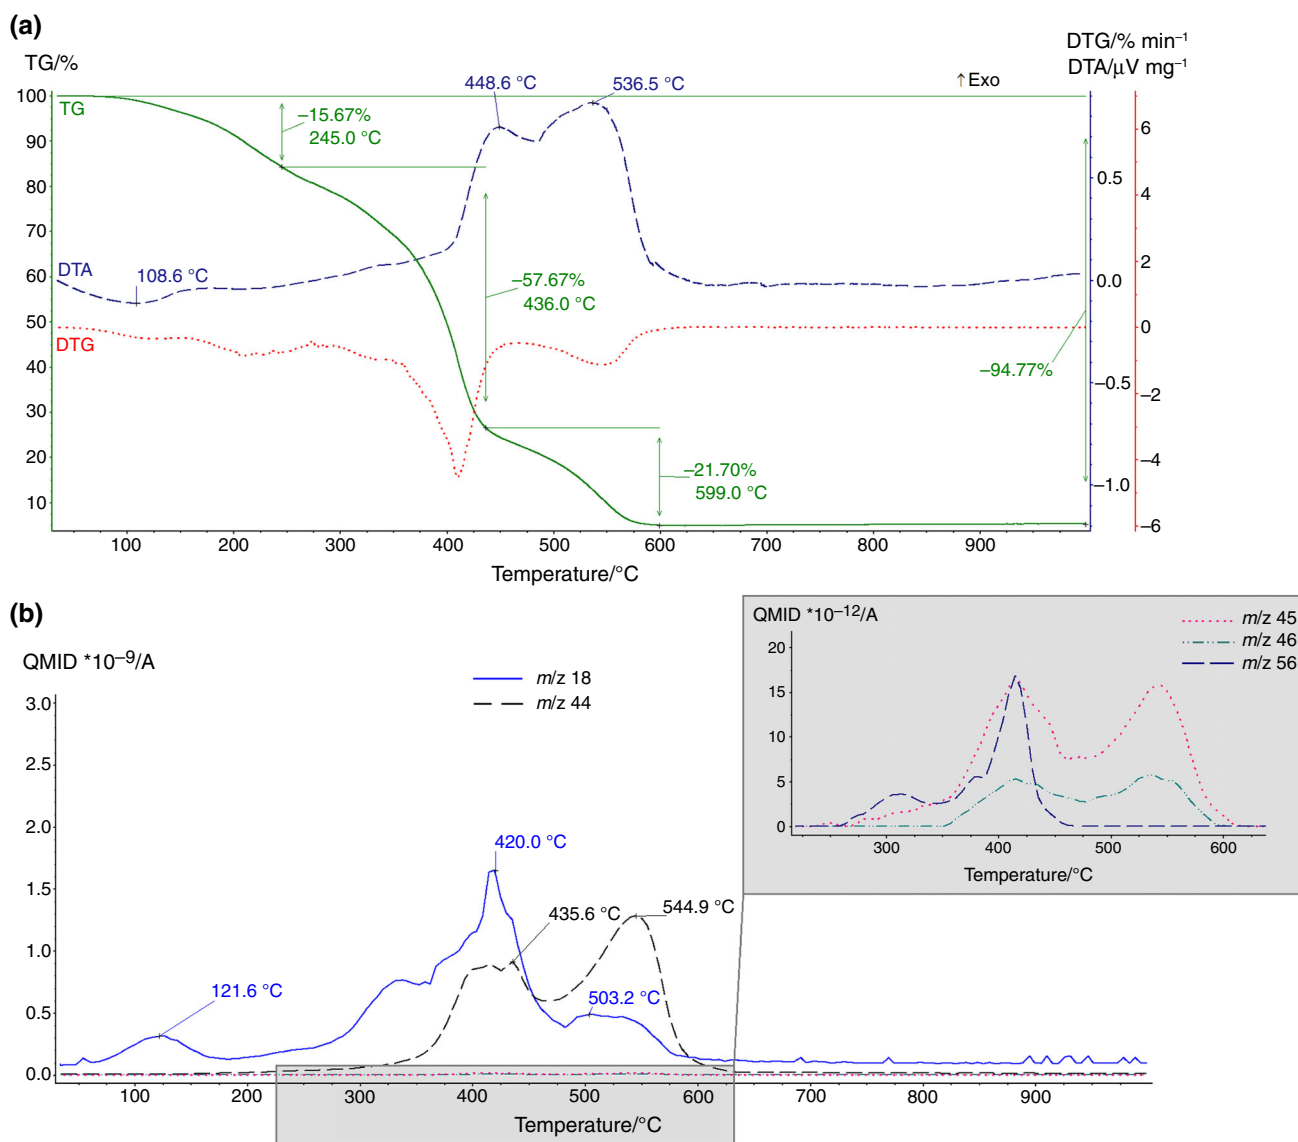 (a)
TG/%
DTG/% min–1
DTA/μV mg–1
↑ Exo
448.6 °C
536.5 °C
100
90
80
70
60
50
40
30
20
10
TG
–15.67%
245.0 °C
DTA
108.6 °C
–57.67%
436.0 °C
DTG
–21.70%
599.0 °C
–94.77%
0.5
0.0
–0.5
–1.0
6
4
2
0
–2
–4
–6
100 200 300 400 500 600 700 800 900
Temperature/°C
(b)
QMID *10–9/A
m/z 18
m/z 44
3.0
2.5
2.0
1.5
1.0
0.5
0.0
121.6 °C
420.0 °C
435.6 °C
544.9 °C
503.2 °C
100 200 300 400 500 600 700 800 900
Temperature/°C
QMID *10–12/A
m/z 45
m/z 46
m/z 56
20
15
10
5
0
300 400 500 600
Temperature/°C